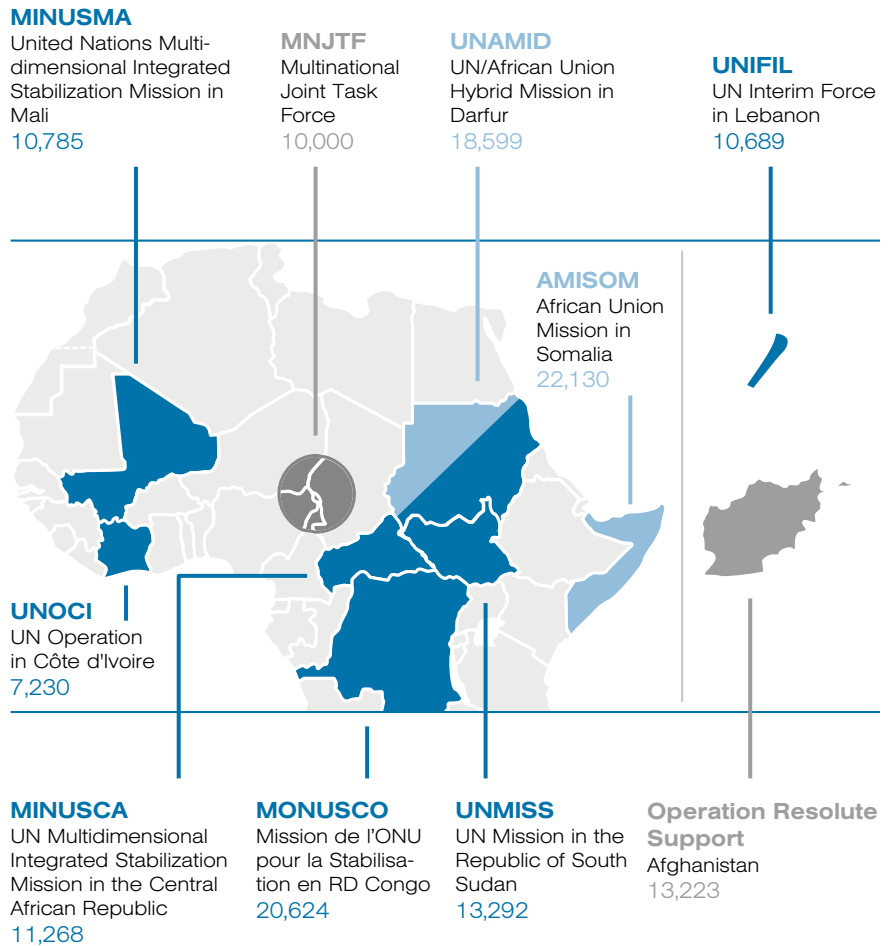 MINUSMA
United Nations Multi-
dimensional Integrated
Stabilization Mission in
Mali
10,785
MNJTF
Multinational
Joint Task
Force
10,000
UNAMID
UN/African Union
Hybrid Mission in
Darfur
18,599
UNIFIL
UN Interim Force
in Lebanon
10,689
AMISOM
African Union
Mission in
Somalia
22,130
UNOCI
UN Operation
in Côte d'Ivoire
7,230
MINUSCA
UN Multidimensional
Integrated Stabilization
Mission in the Central
African Republic
11,268
MONUSCO
Mission de l’ONU
pour la Stabilisa-
tion en RD Congo
20,624
UNMISS
UN Mission in the
Republic of South
Sudan
13,292
Operation Resolute
Support
Afghanistan
13,223